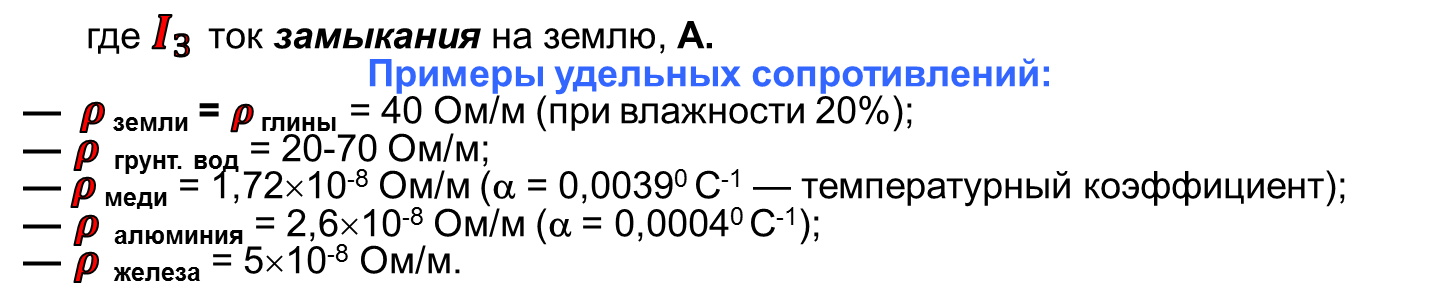 где I₃ ток замыкания на землю, А.
Примеры удельных сопротивлений:
— ρ земли = ρ глины = 40 Ом/м (при влажности 20%);
— ρ грунт. вод = 20-70 Ом/м;
— ρ меди = 1,72×10⁻⁸ Ом/м (α = 0,0039⁰ С⁻¹ — температурный коэффициент);
— ρ алюминия = 2,6×10⁻⁸ Ом/м (α = 0,0004⁰ С⁻¹);
— ρ железа = 5×10⁻⁸ Ом/м.